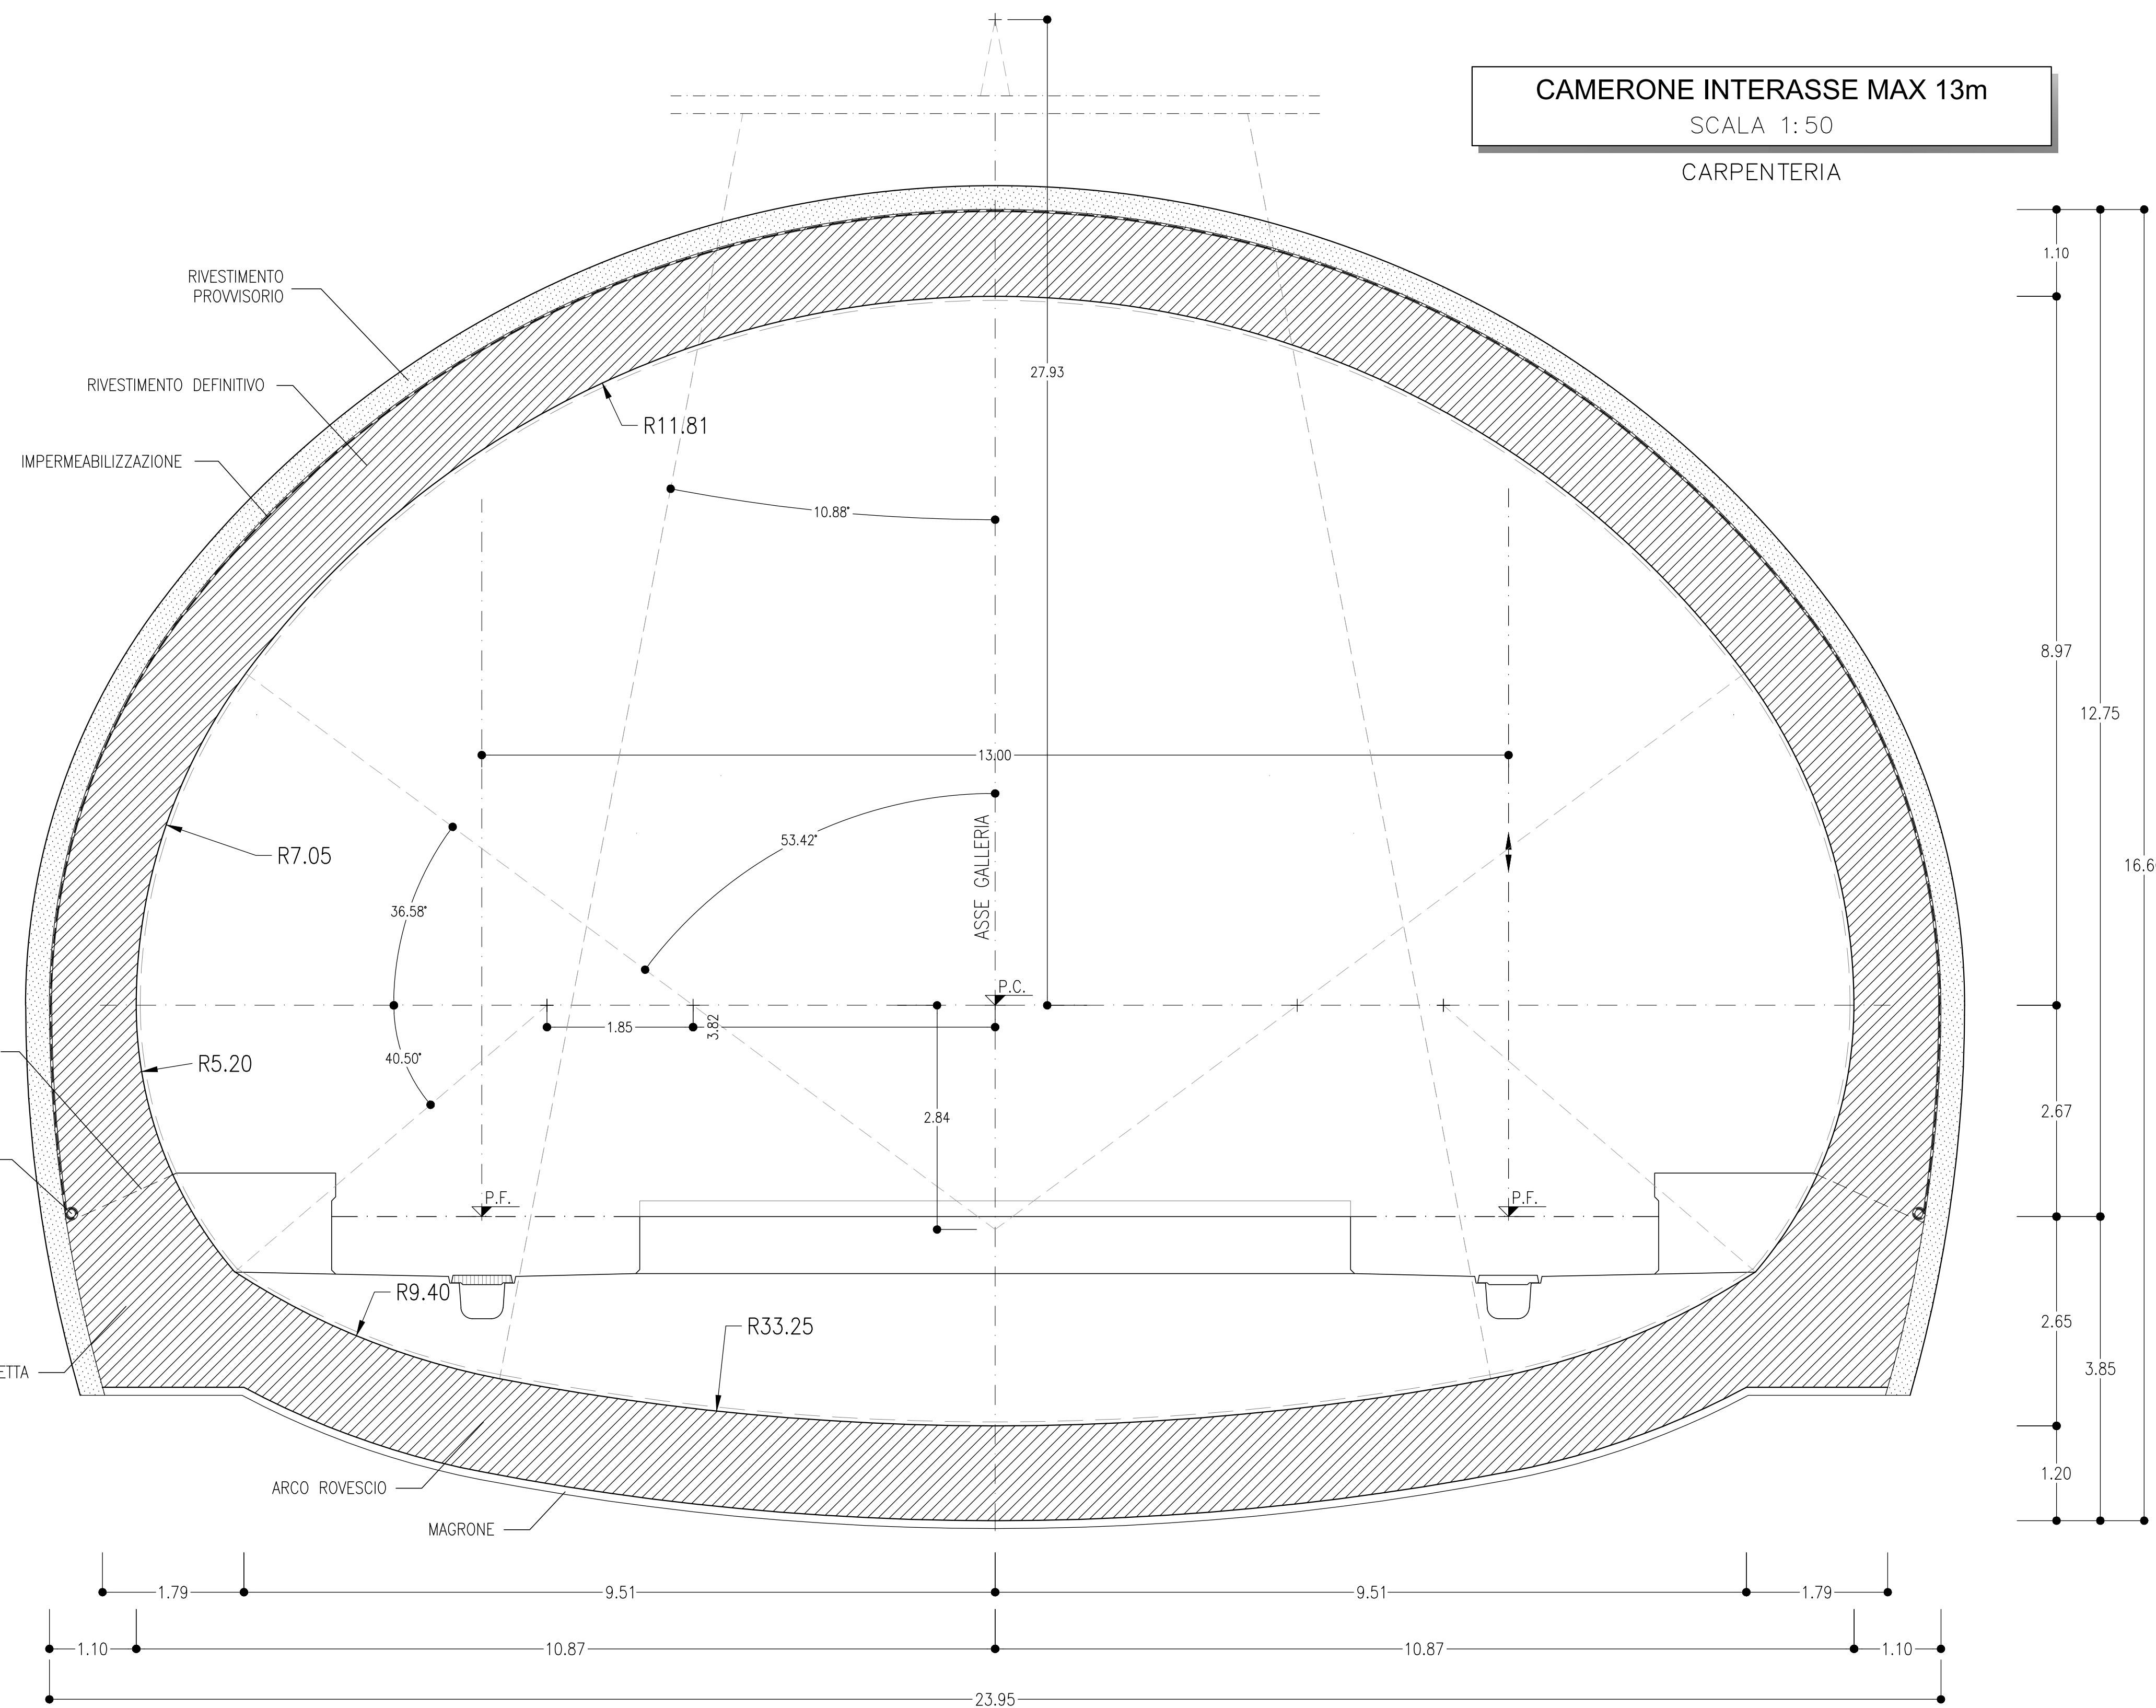 CAMERONE INTERASSE MAX 13m
SCALA 1:50
CARPENTERIA
RIVESTIMENTO
PROVVISORIO
RIVESTIMENTO DEFINITIVO
IMPERMEABILIZZAZIONE
R11.81
27.93
10.88°
1.10
8.97
12.75
13.00
53.42°
ASSE GALLERIA
R7.05
36.58°
P.C.
1.85
3.82
R5.20
40.50°
2.84
2.67
P.F.
P.F.
R9.40
R33.25
2.65
3.85
ETTA
ARCO ROVESCIO
MAGRONE
1.20
1.79
9.51
9.51
1.79
1.10
10.87
10.87
1.10
23.95